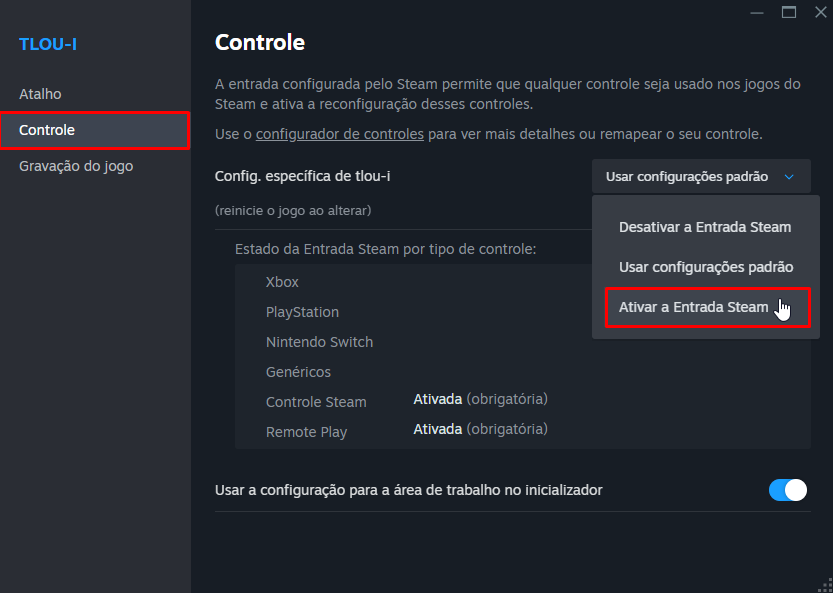 TLOU-I
Atalho
Controle
Gravação do jogo
Controle
A entrada configurada pelo Steam permite que qualquer controle seja usado nos jogos do
Steam e ativa a reconfiguração desses controles.
Use o configurador de controles para ver mais detalhes ou remapear o seu controle.
Config. específica de tlou-i
Usar configurações padrão
(reinicie o jogo ao alterar)
Desativar a Entrada Steam
Usar configurações padrão
Ativar a Entrada Steam
Estado da Entrada Steam por tipo de controle:
Xbox
PlayStation
Nintendo Switch
Genéricos
Controle Steam Ativada (obrigatória)
Remote Play Ativada (obrigatória)
Usar a configuração para a área de trabalho no inicializador